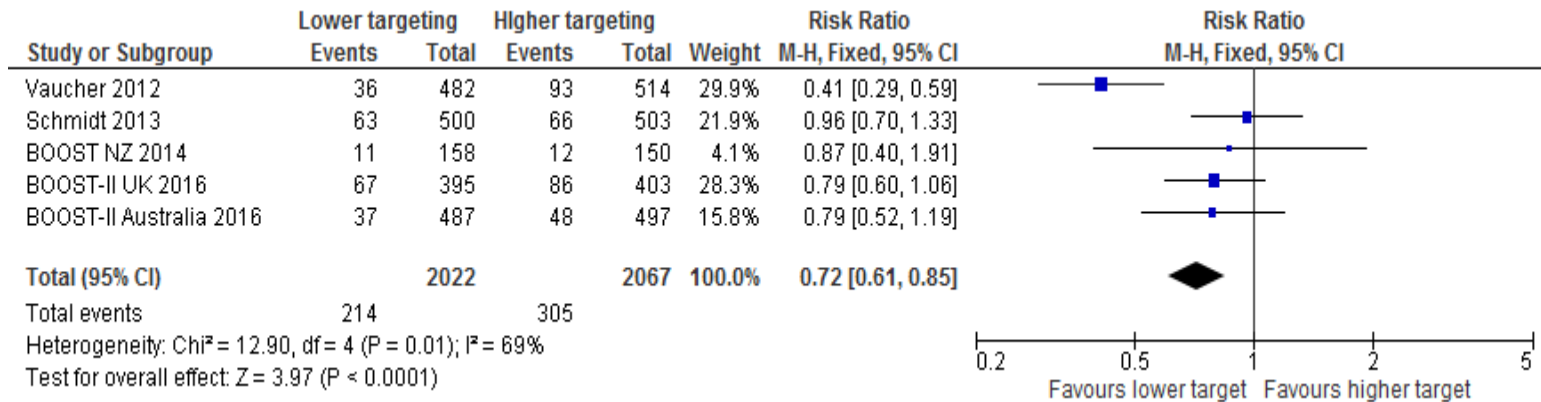 Lower targeting HIgher targeting Risk Ratio Risk Ratio
Study or Subgroup Events Total Events Total Weight M-H, Fixed, 95% CI M-H, Fixed, 95% CI
Vaucher 2012 36 482 93 514 29.9% 0.41 [0.29, 0.59]
Schmidt 2013 63 500 66 503 21.9% 0.96 [0.70, 1.33]
BOOST NZ 2014 11 158 12 150 4.1% 0.87 [0.40, 1.91]
BOOST-II UK 2016 67 395 86 403 28.3% 0.79 [0.60, 1.06]
BOOST-II Australia 2016 37 487 48 497 15.8% 0.79 [0.52, 1.19]
Total (95% CI) 2022 2067 100.0% 0.72 [0.61, 0.85]
Total events 214 305
Heterogeneity: Chi² = 12.90, df = 4 (P = 0.01); I² = 69%
Test for overall effect: Z = 3.97 (P < 0.0001)
0.2 0.5 1 2 5
Favours lower target Favours higher target